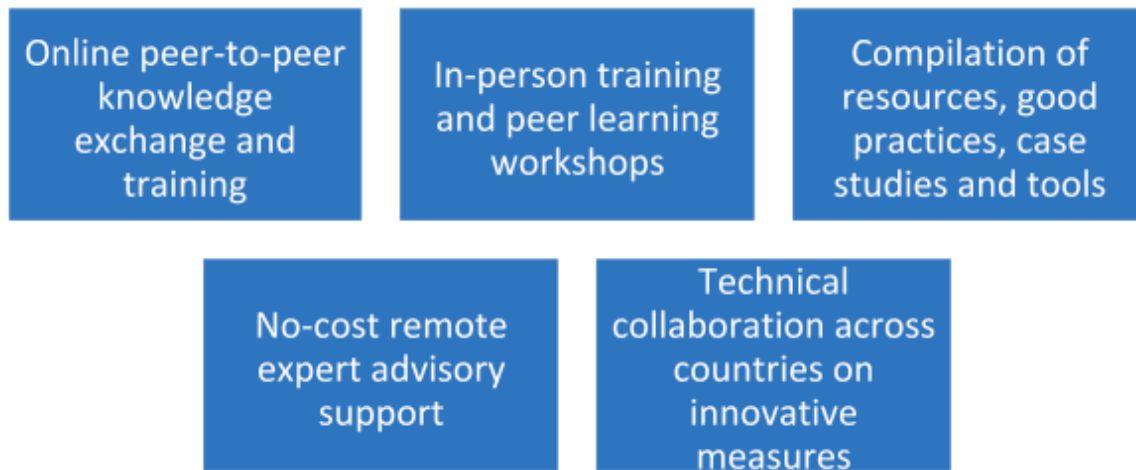 Online peer-to-peer
knowledge
exchange and
training
In-person training
and peer learning
workshops
Compilation of
resources, good
practices, case
studies and tools
No-cost remote
expert advisory
support
Technical
collaboration across
countries on
innovative
measures